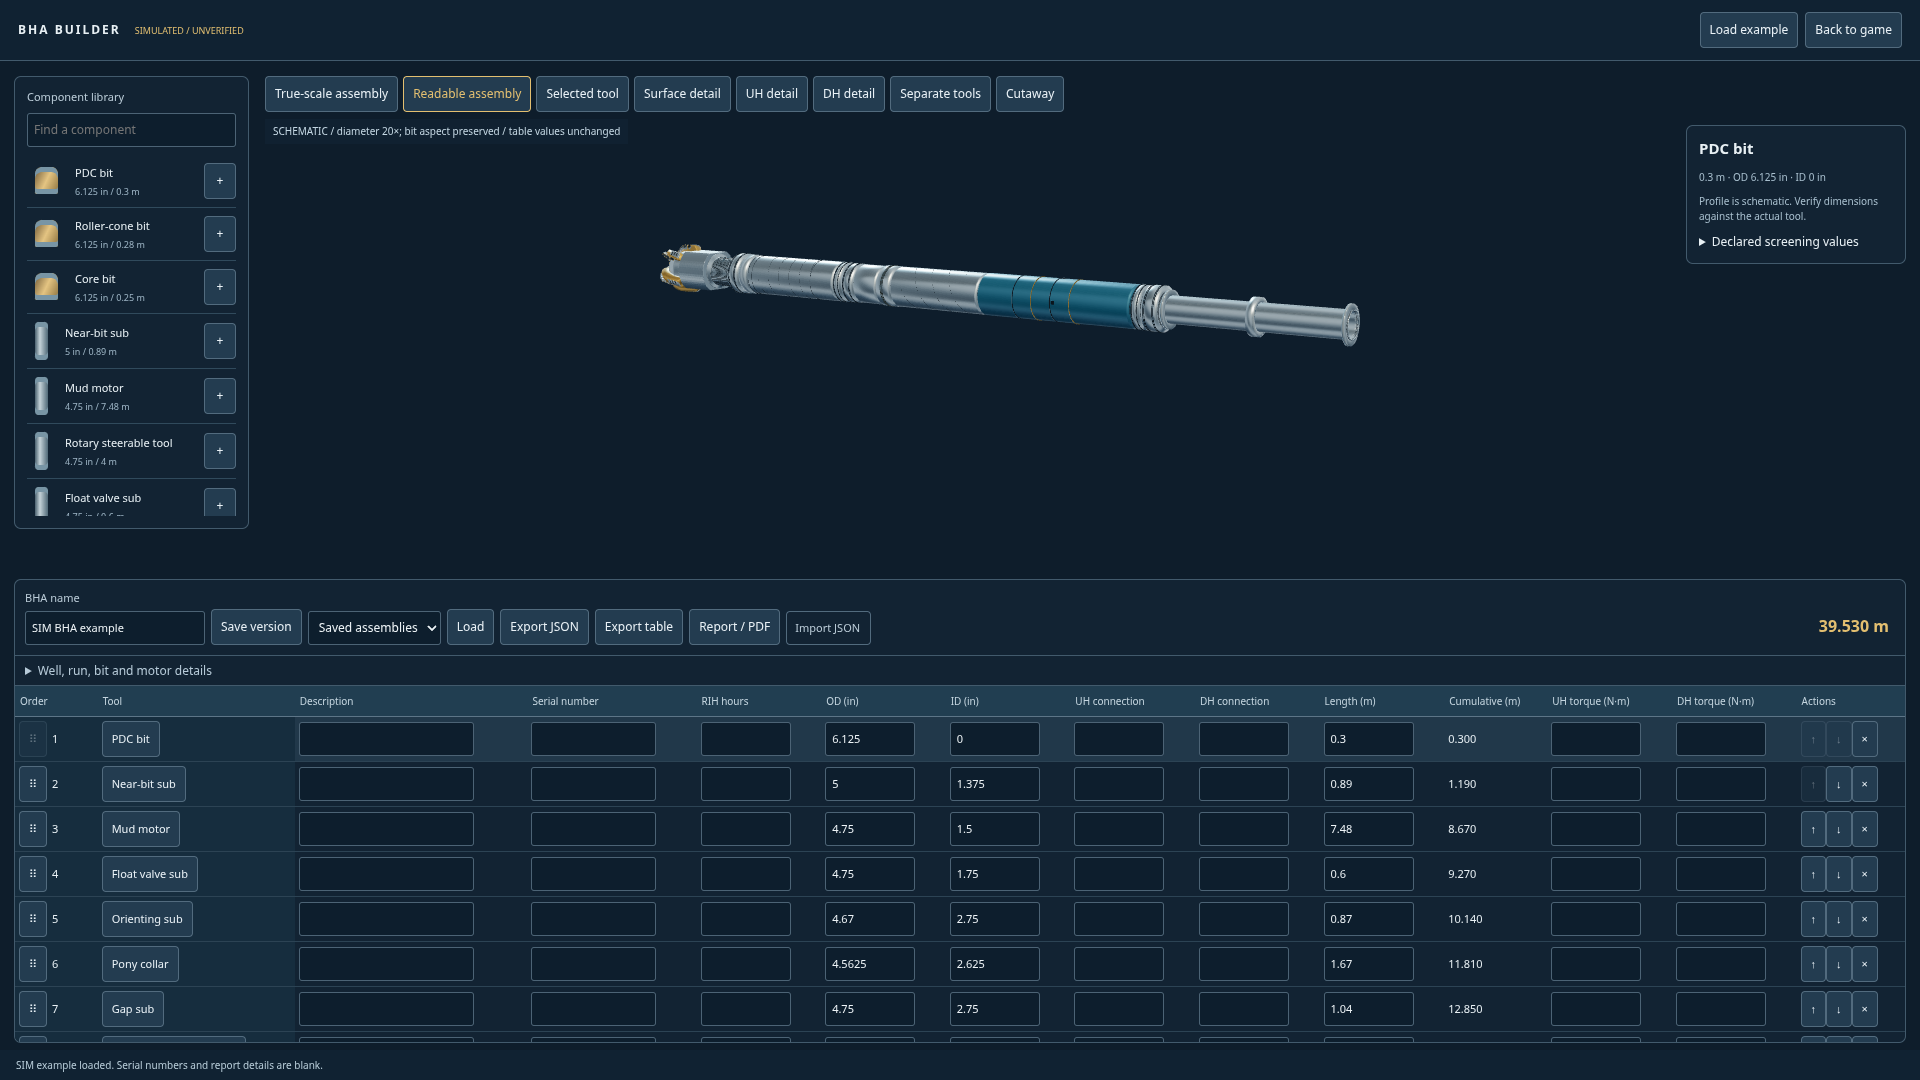 BHA BUILDER SIMULATED / UNVERIFIED Load example Back to game
Component library
Find a component
PDC bit
6.125 in / 0.3 m
+
Roller-cone bit
6.125 in / 0.28 m
+
Core bit
6.125 in / 0.25 m
+
Near-bit sub
5 in / 0.89 m
+
Mud motor
4.75 in / 7.48 m
+
Rotary steerable tool
4.75 in / 4 m
+
Float valve sub
+
True-scale assembly Readable assembly Selected tool Surface detail UH detail DH detail Separate tools Cutaway
SCHEMATIC / diameter 20×; bit aspect preserved / table values unchanged
PDC bit
0.3 m · OD 6.125 in · ID 0 in
Profile is schematic. Verify dimensions
against the actual tool.
▶ Declared screening values
BHA name
SIM BHA example Save version Saved assemblies Load Export JSON Export table Report / PDF Import JSON 39.530 m
▶ Well, run, bit and motor details
Order Tool Description Serial number RIH hours OD (in) ID (in) UH connection DH connection Length (m) Cumulative (m) UH torque (N·m) DH torque (N·m) Actions
1 PDC bit 6.125 0 0.3 0.300 ↑ ↓ ×
2 Near-bit sub 5 1.375 0.89 1.190 ↑ ↓ ×
3 Mud motor 4.75 1.5 7.48 8.670 ↑ ↓ ×
4 Float valve sub 4.75 1.75 0.6 9.270 ↑ ↓ ×
5 Orienting sub 4.67 2.75 0.87 10.140 ↑ ↓ ×
6 Pony collar 4.5625 2.625 1.67 11.810 ↑ ↓ ×
7 Gap sub 4.75 2.75 1.04 12.850 ↑ ↓ ×
SIM example loaded. Serial numbers and report details are blank.